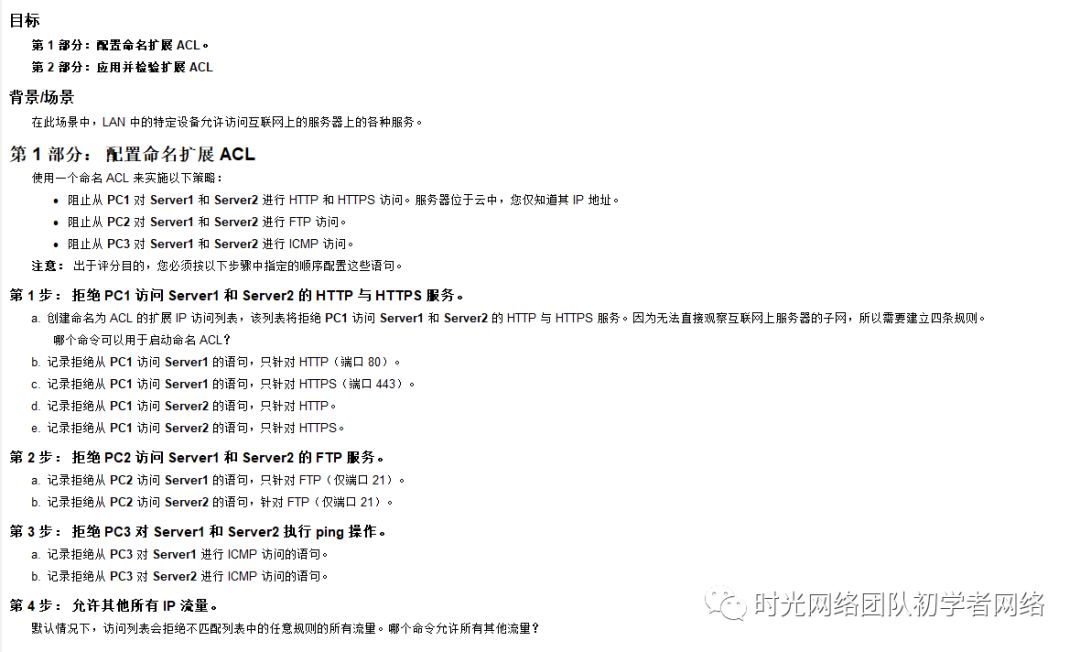 目标
第 1 部分：配置命名扩展 ACL。
第 2 部分：应用并检验扩展 ACL
背景/场景
在此场景中，LAN 中的特定设备允许访问互联网上的服务器上的各种服务。
第 1 部分： 配置命名扩展 ACL
使用一个命名 ACL 来实施以下策略：
• 阻止从 PC1 对 Server1 和 Server2 进行 HTTP 和 HTTPS 访问。服务器位于云中，您仅知道其 IP 地址。
• 阻止从 PC2 对 Server1 和 Server2 进行 FTP 访问。
• 阻止从 PC3 对 Server1 和 Server2 进行 ICMP 访问。
注意： 出于评分目的，您必须按以下步骤中指定的顺序配置这些语句。
第 1 步： 拒绝 PC1 访问 Server1 和 Server2 的 HTTP 与 HTTPS 服务。
a. 创建命名为 ACL 的扩展 IP 访问列表，该列表将拒绝 PC1 访问 Server1 和 Server2 的 HTTP 与 HTTPS 服务。因为无法直接观察互联网上服务器的子网，所以需要建立四条规则。
哪个命令可以用于启动命名 ACL？
b. 记录拒绝从 PC1 访问 Server1 的语句，只针对 HTTP（端口 80）。
c. 记录拒绝从 PC1 访问 Server1 的语句，只针对 HTTPS（端口 443）。
d. 记录拒绝从 PC1 访问 Server2 的语句，只针对 HTTP。
e. 记录拒绝从 PC1 访问 Server2 的语句，只针对 HTTPS。
第 2 步： 拒绝 PC2 访问 Server1 和 Server2 的 FTP 服务。
a. 记录拒绝从 PC2 访问 Server1 的语句，只针对 FTP（仅端口 21）。
b. 记录拒绝从 PC2 访问 Server2 的语句，针对 FTP（仅端口 21）。
第 3 步： 拒绝 PC3 对 Server1 和 Server2 执行 ping 操作。
a. 记录拒绝从 PC3 对 Server1 进行 ICMP 访问的语句。
b. 记录拒绝从 PC3 对 Server2 进行 ICMP 访问的语句。
第 4 步： 允许其他所有 IP 流量。
默认情况下，访问列表会拒绝不匹配列表中的任意规则的所有流量。哪个命令允许所有其他流量？
时光网络团队初学者网络